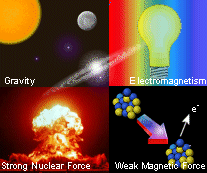 Gravity
Electromagnetism
e-
Strong Nuclear Force
Weak Magnetic Force